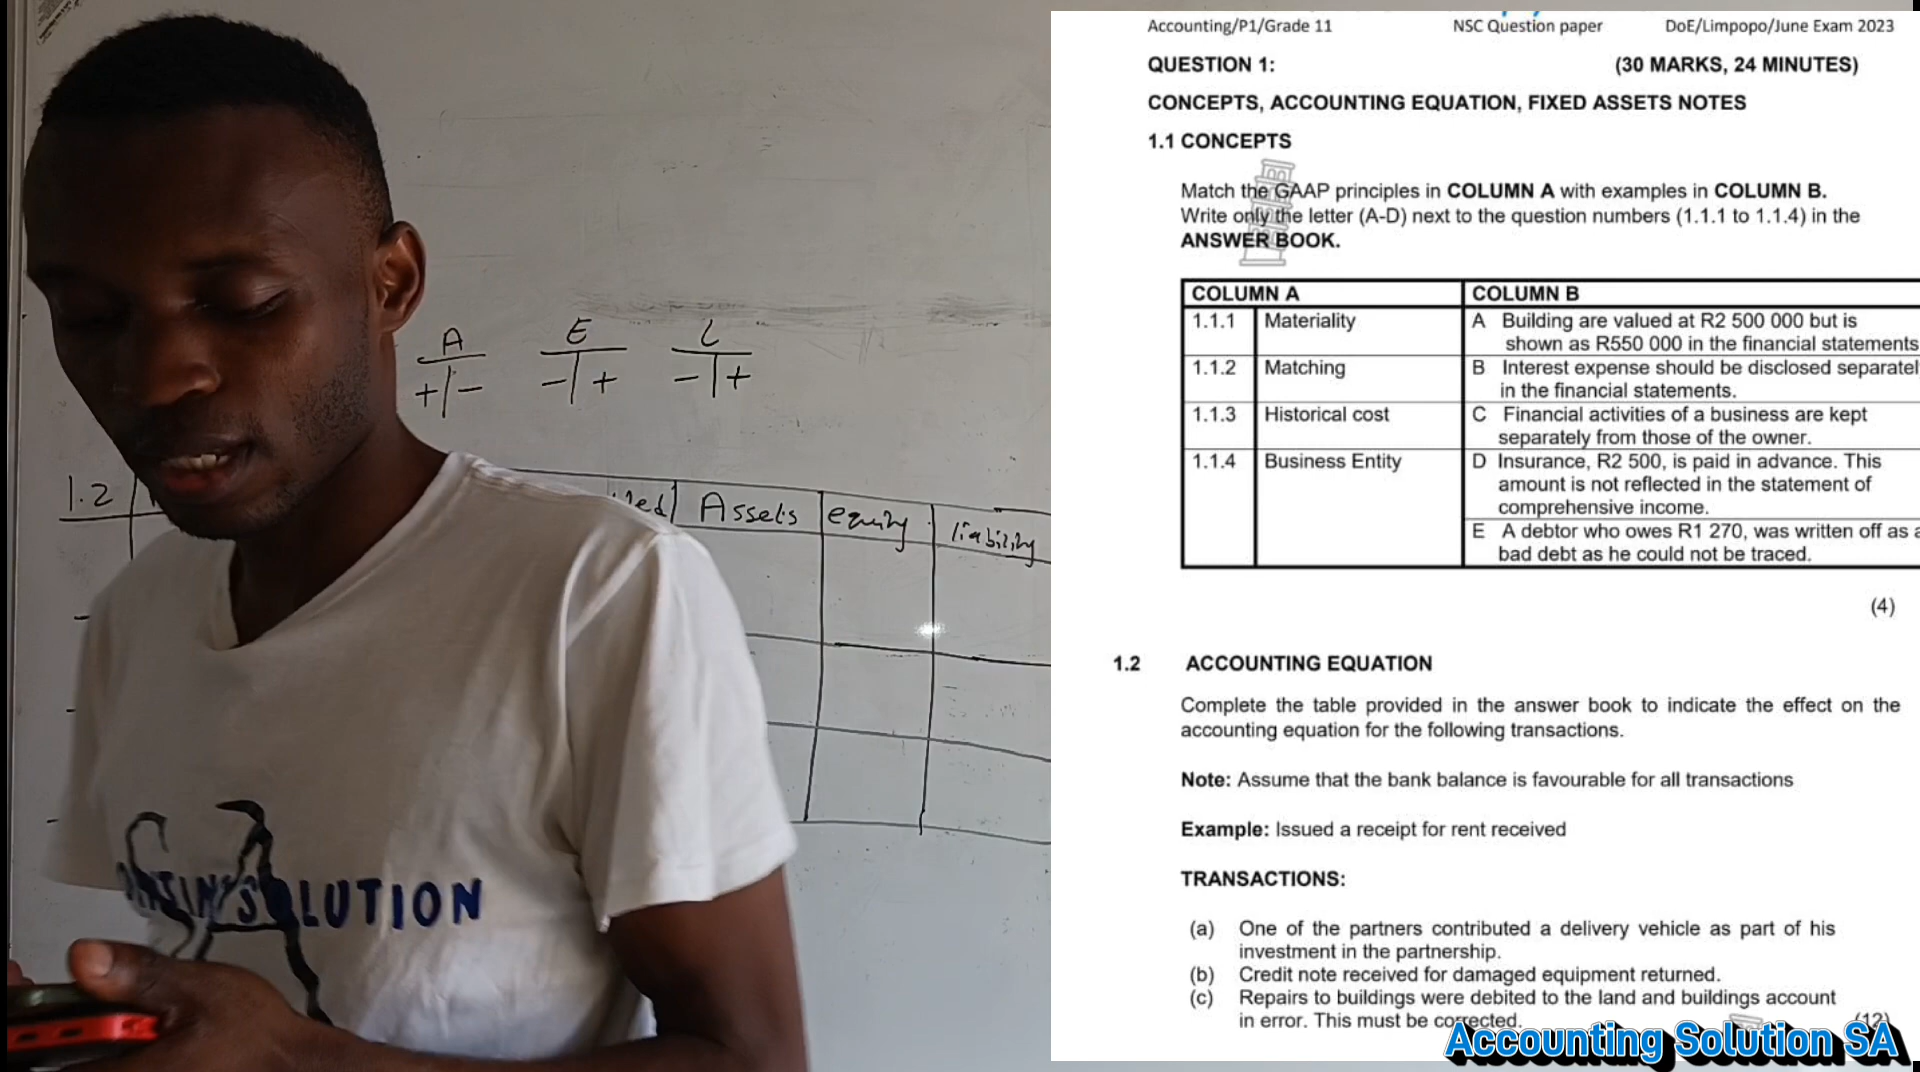 Accounting/P1/Grade 11 NSC Question paper DoE/Limpopo/June Exam 2023
QUESTION 1: (30 MARKS, 24 MINUTES)
CONCEPTS, ACCOUNTING EQUATION, FIXED ASSETS NOTES
1.1 CONCEPTS
Match the GAAP principles in COLUMN A with examples in COLUMN B.
Write only the letter (A-D) next to the question numbers (1.1.1 to 1.1.4) in the
ANSWER BOOK.
COLUMN A COLUMN B
1.1.1 Materiality A Building are valued at R2 500 000 but is
shown as R550 000 in the financial statements
1.1.2 Matching B Interest expense should be disclosed separatel
in the financial statements.
1.1.3 Historical cost C Financial activities of a business are kept
separately from those of the owner.
1.1.4 Business Entity D Insurance, R2 500, is paid in advance. This
amount is not reflected in the statement of
comprehensive income.
E A debtor who owes R1 270, was written off as a
bad debt as he could not be traced.
(4)
1.2 ACCOUNTING EQUATION
Complete the table provided in the answer book to indicate the effect on the
accounting equation for the following transactions.
Note: Assume that the bank balance is favourable for all transactions
Example: Issued a receipt for rent received
TRANSACTIONS:
(a) One of the partners contributed a delivery vehicle as part of his
investment in the partnership.
(b) Credit note received for damaged equipment returned.
(c) Repairs to buildings were debited to the land and buildings account
in error. This must be corrected. (12)
Accounting Solution SA
A E L
+ - - + - +
1.2 Assets equity liability
SOLUTION